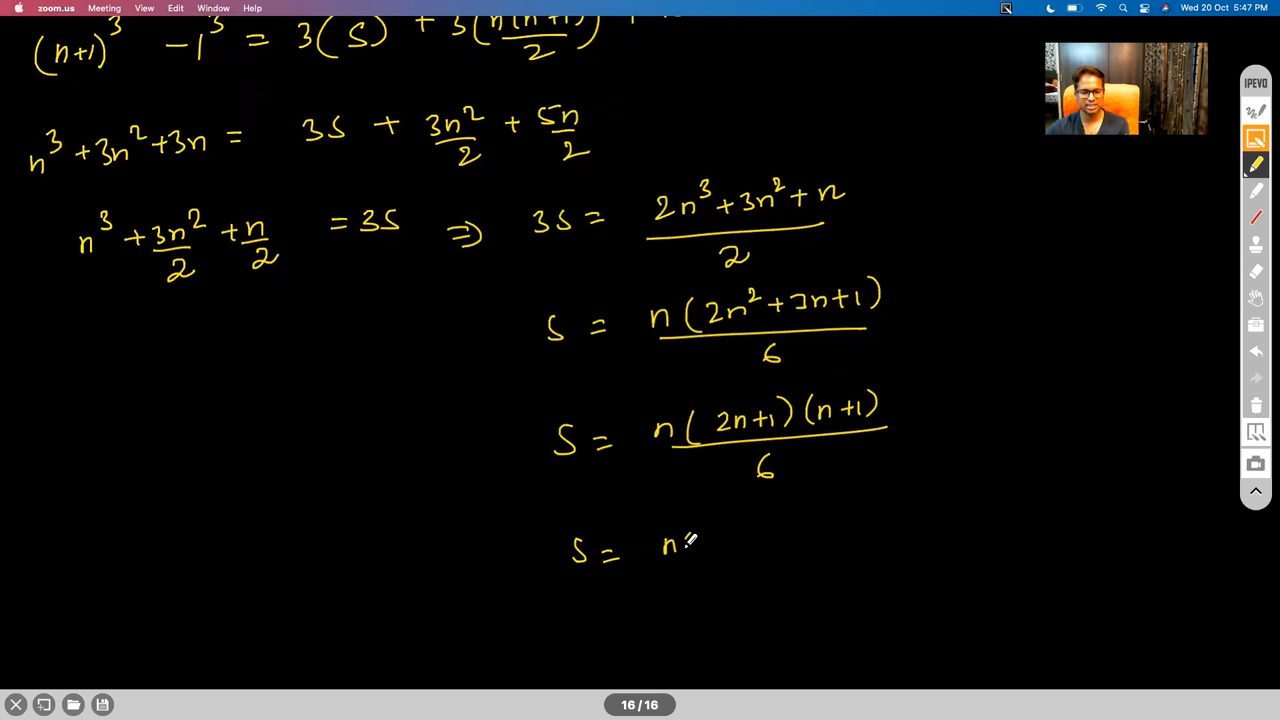 zoom.us Meeting View Edit Window Help Wed 20 Oct 5:47 PM
(n+1)³ - 1³ = 3(S) + 3(n(n+1)/2) +
IPEVO
n³ + 3n² + 3n = 3S + 3n²/2 + 5n/2
n³ + 3n²/2 + n/2 = 3S ⇒ 3S = 2n³ + 3n² + n / 2
S = n(2n² + 3n + 1) / 6
S = n(2n+1)(n+1) / 6
S = n
16 / 16